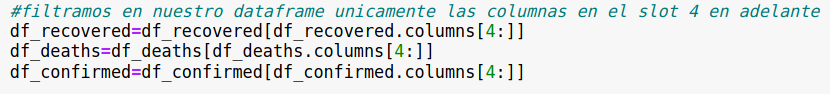 #filtramos en nuestro dataframe unicamente las columnas en el slot 4 en adelante
df_recovered=df_recovered[df_recovered.columns[4:]]
df_deaths=df_deaths[df_deaths.columns[4:]]
df_confirmed=df_confirmed[df_confirmed.columns[4:]]